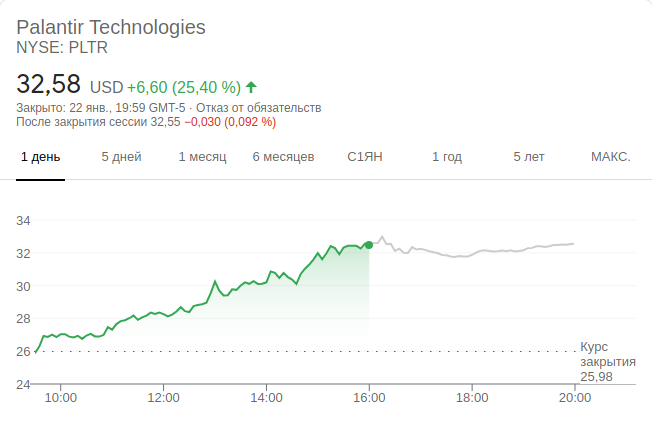 Palantir Technologies
NYSE: PLTR
32,58 USD +6,60 (25,40 %)
Закрыто: 22 янв., 19:59 GMT-5 · Отказ от обязательств
После закрытия сессии 32,55 −0,030 (0,092 %)
1 день 5 дней 1 месяц 6 месяцев С1ЯН 1 год 5 лет МАКС.
34
32
30
28
26
24
Курс
закрытия
25,98
10:00 12:00 14:00 16:00 18:00 20:00